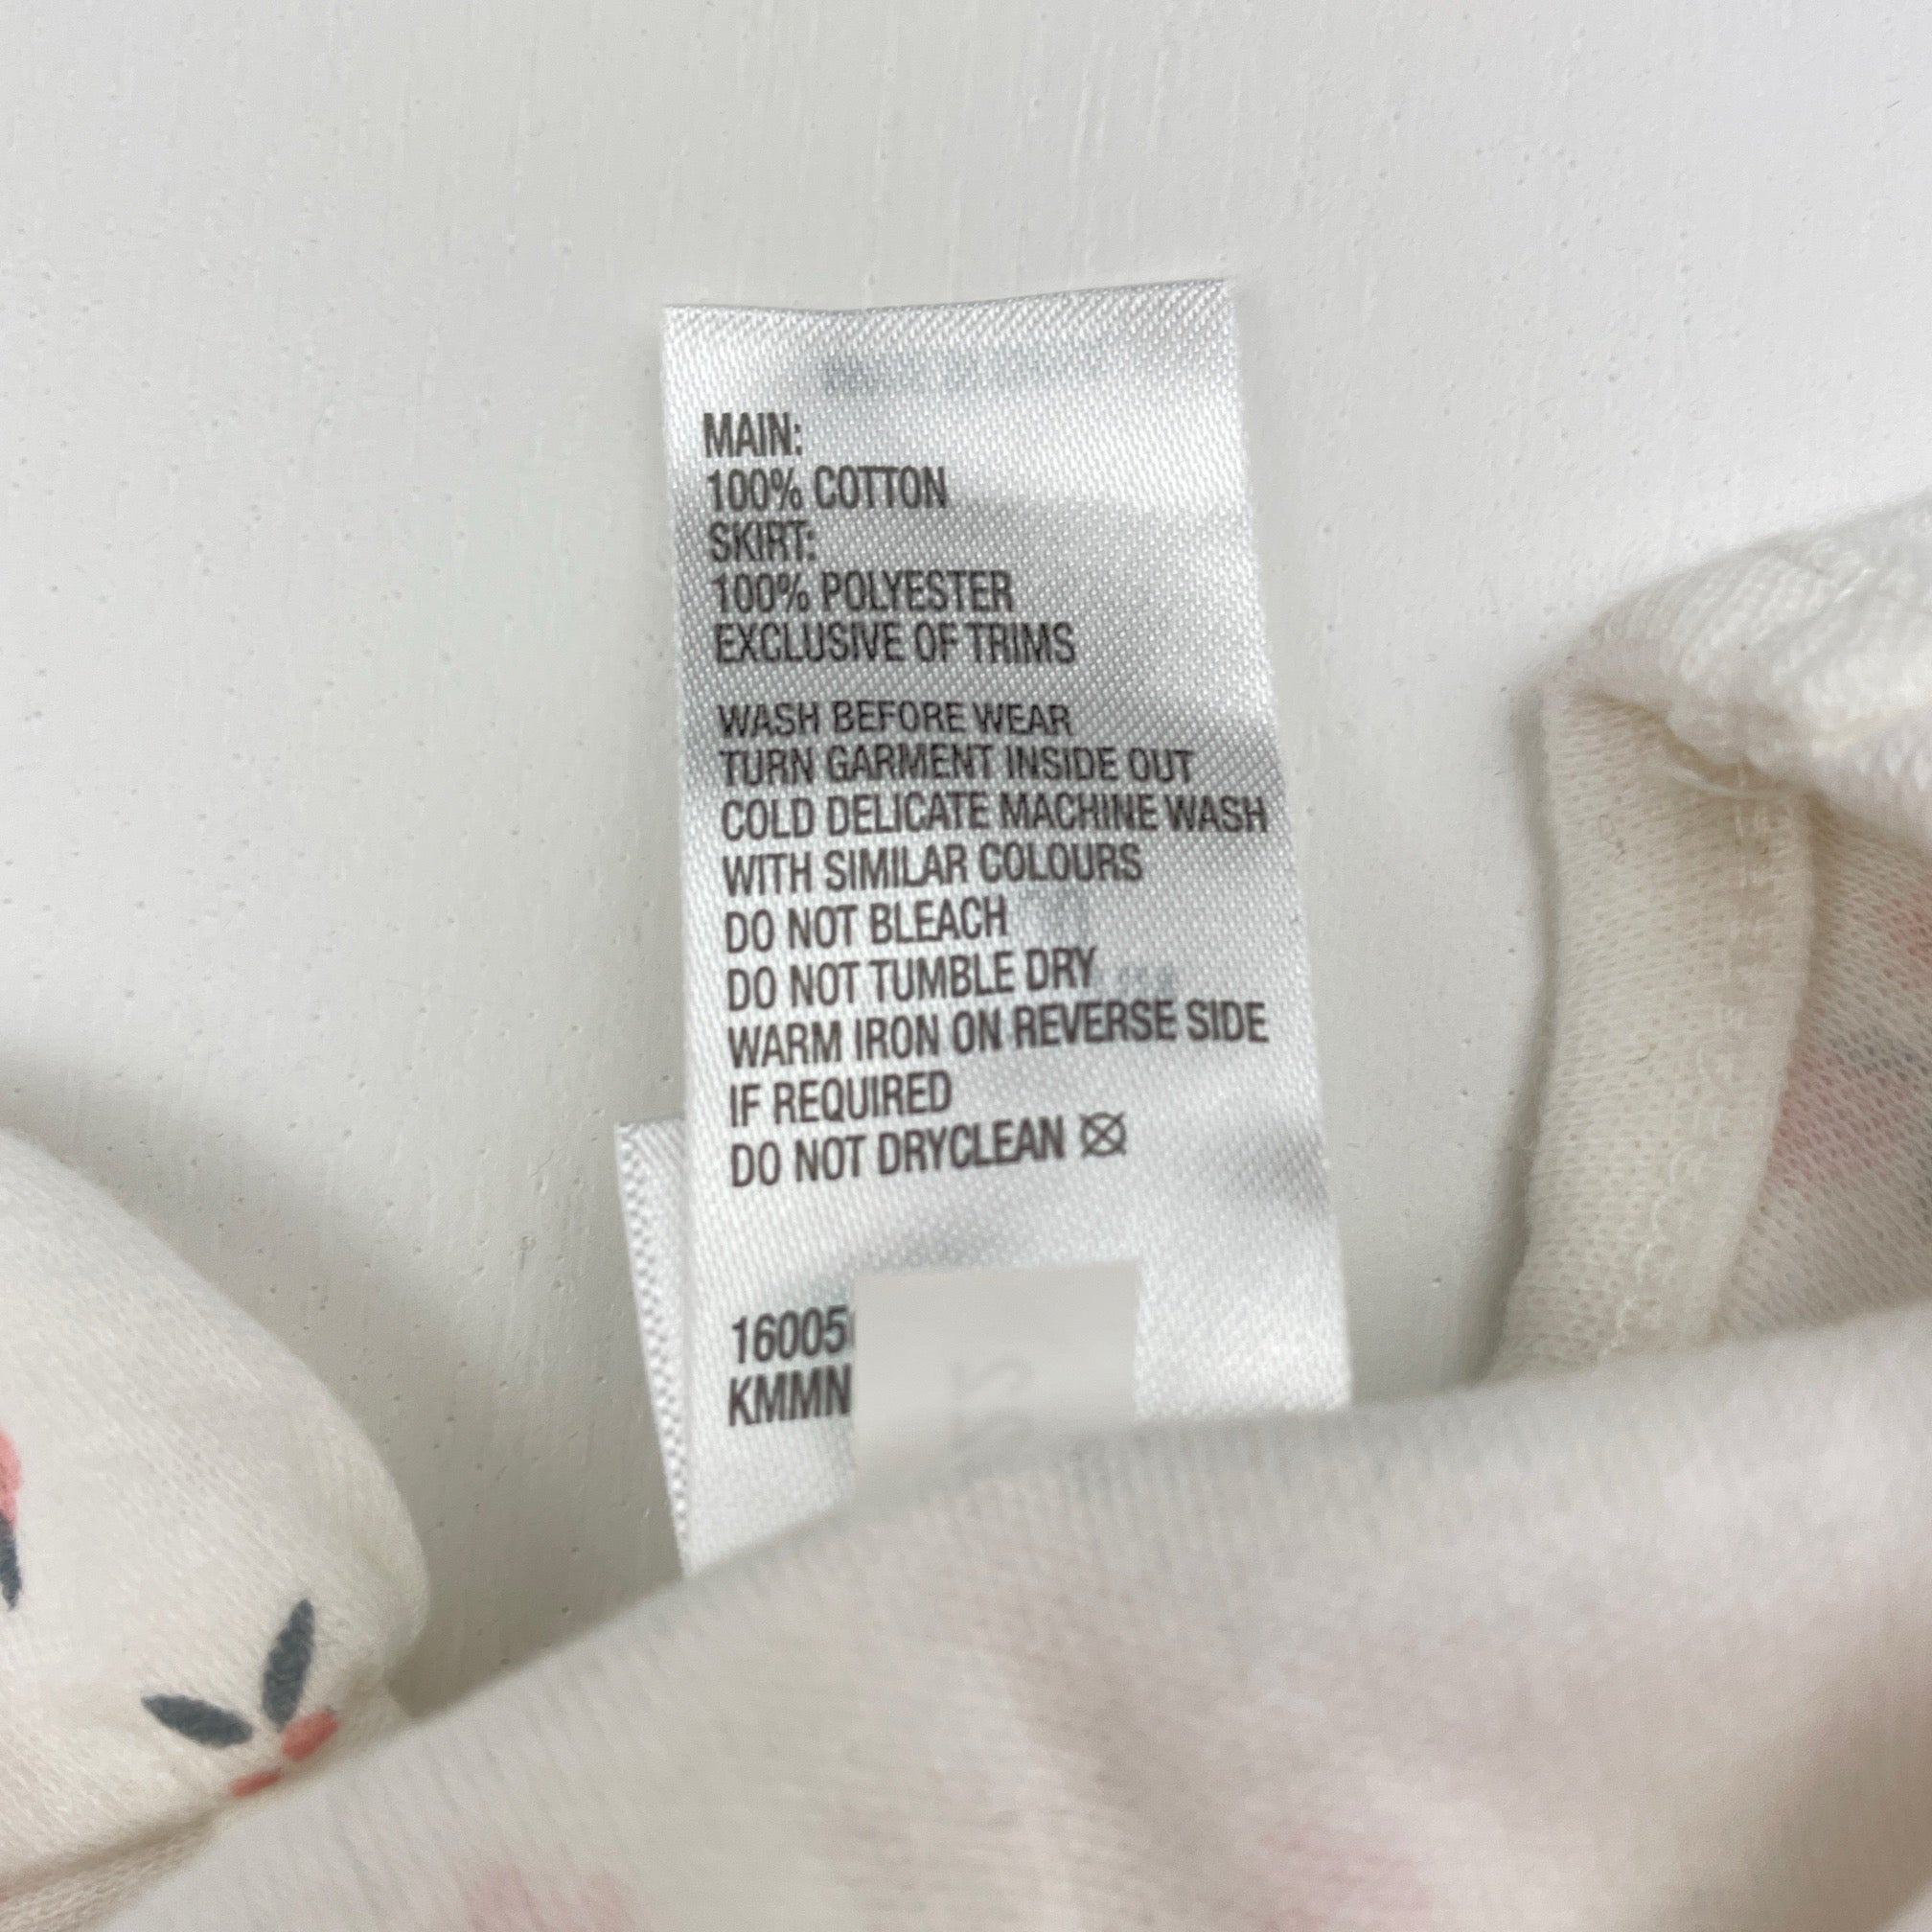 MAIN:
100% COTTON
SKIRT:
100% POLYESTER
EXCLUSIVE OF TRIMS
WASH BEFORE WEAR
TURN GARMENT INSIDE OUT
COLD DELICATE MACHINE WASH
WITH SIMILAR COLOURS
DO NOT BLEACH
DO NOT TUMBLE DRY
WARM IRON ON REVERSE SIDE
IF REQUIRED
DO NOT DRYCLEAN
16005
KMMN